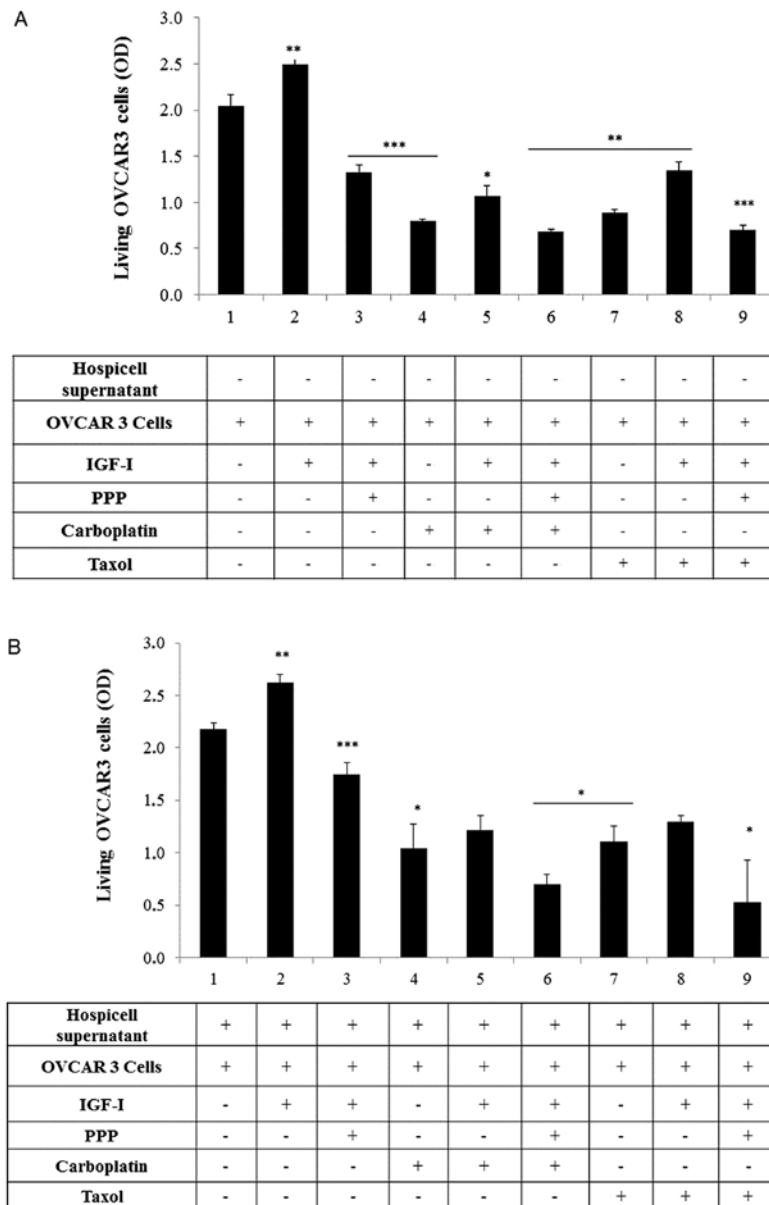 A
Living OVCAR3 cells (OD)
3.0
2.5
2.0
1.5
1.0
0.5
0.0
**
***
*
**
***
1 2 3 4 5 6 7 8 9
Hospicell supernatant - - - - - - - - -
OVCAR 3 Cells + + + + + + + + +
IGF-I - + + - + + - + +
PPP - - + - - + - - +
Carboplatin - - - + + + - - -
Taxol - - - - - - + + +
B
Living OVCAR3 cells (OD)
3.0
2.5
2.0
1.5
1.0
0.5
0.0
**
***
*
*
*
1 2 3 4 5 6 7 8 9
Hospicell supernatant + + + + + + + + +
OVCAR 3 Cells + + + + + + + + +
IGF-I - + + - + + - + +
PPP - - + - - + - - +
Carboplatin - - - + + + - - -
Taxol - - - - - - + + +